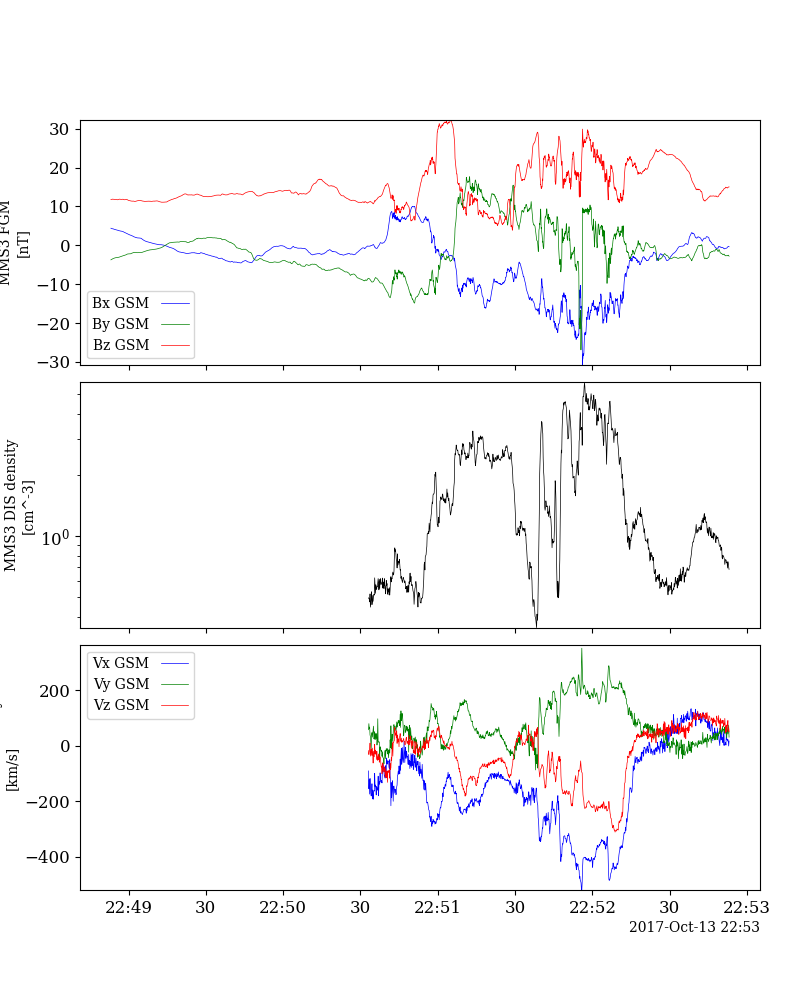 30
20
10
0
−10
−20
−30
MMS3 FGM
[nT]
Bx GSM
By GSM
Bz GSM
10^0
MMS3 DIS density
[cm^-3]
200
0
−200
−400
[km/s]
Vx GSM
Vy GSM
Vz GSM
22:49 30 22:50 30 22:51 30 22:52 30 22:53
2017-Oct-13 22:53